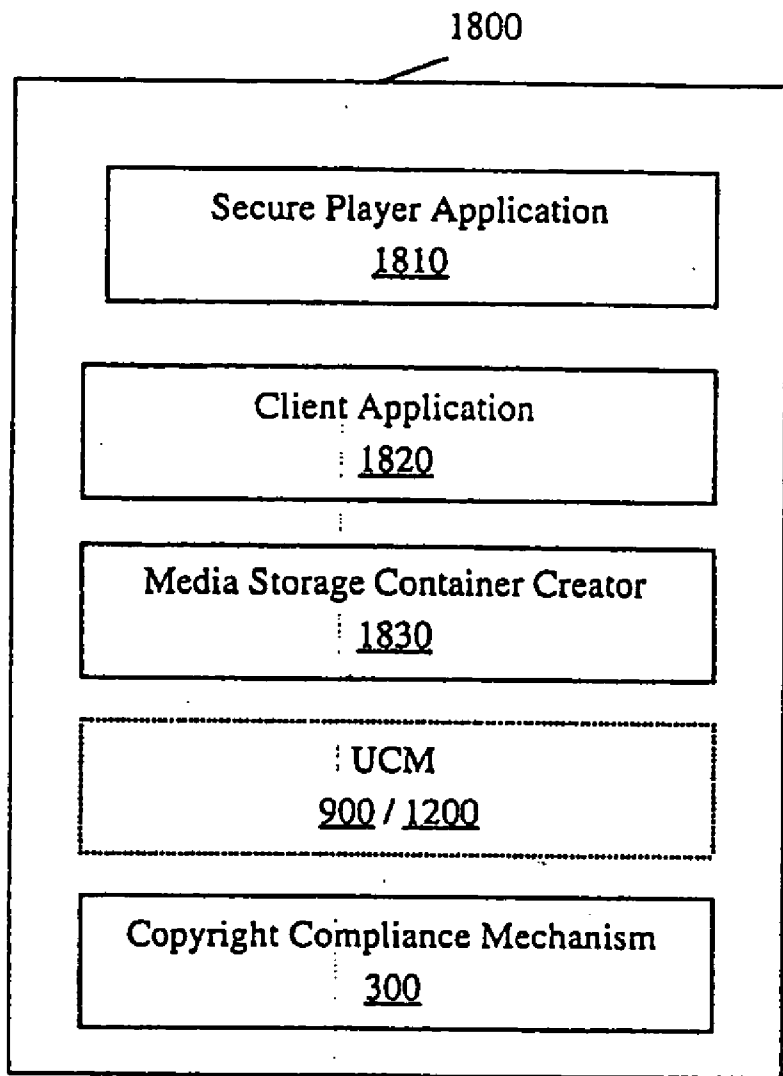 1800
Secure Player Application
1810
Client Application
1820
Media Storage Container Creator
1830
UCM
900 / 1200
Copyright Compliance Mechanism
300